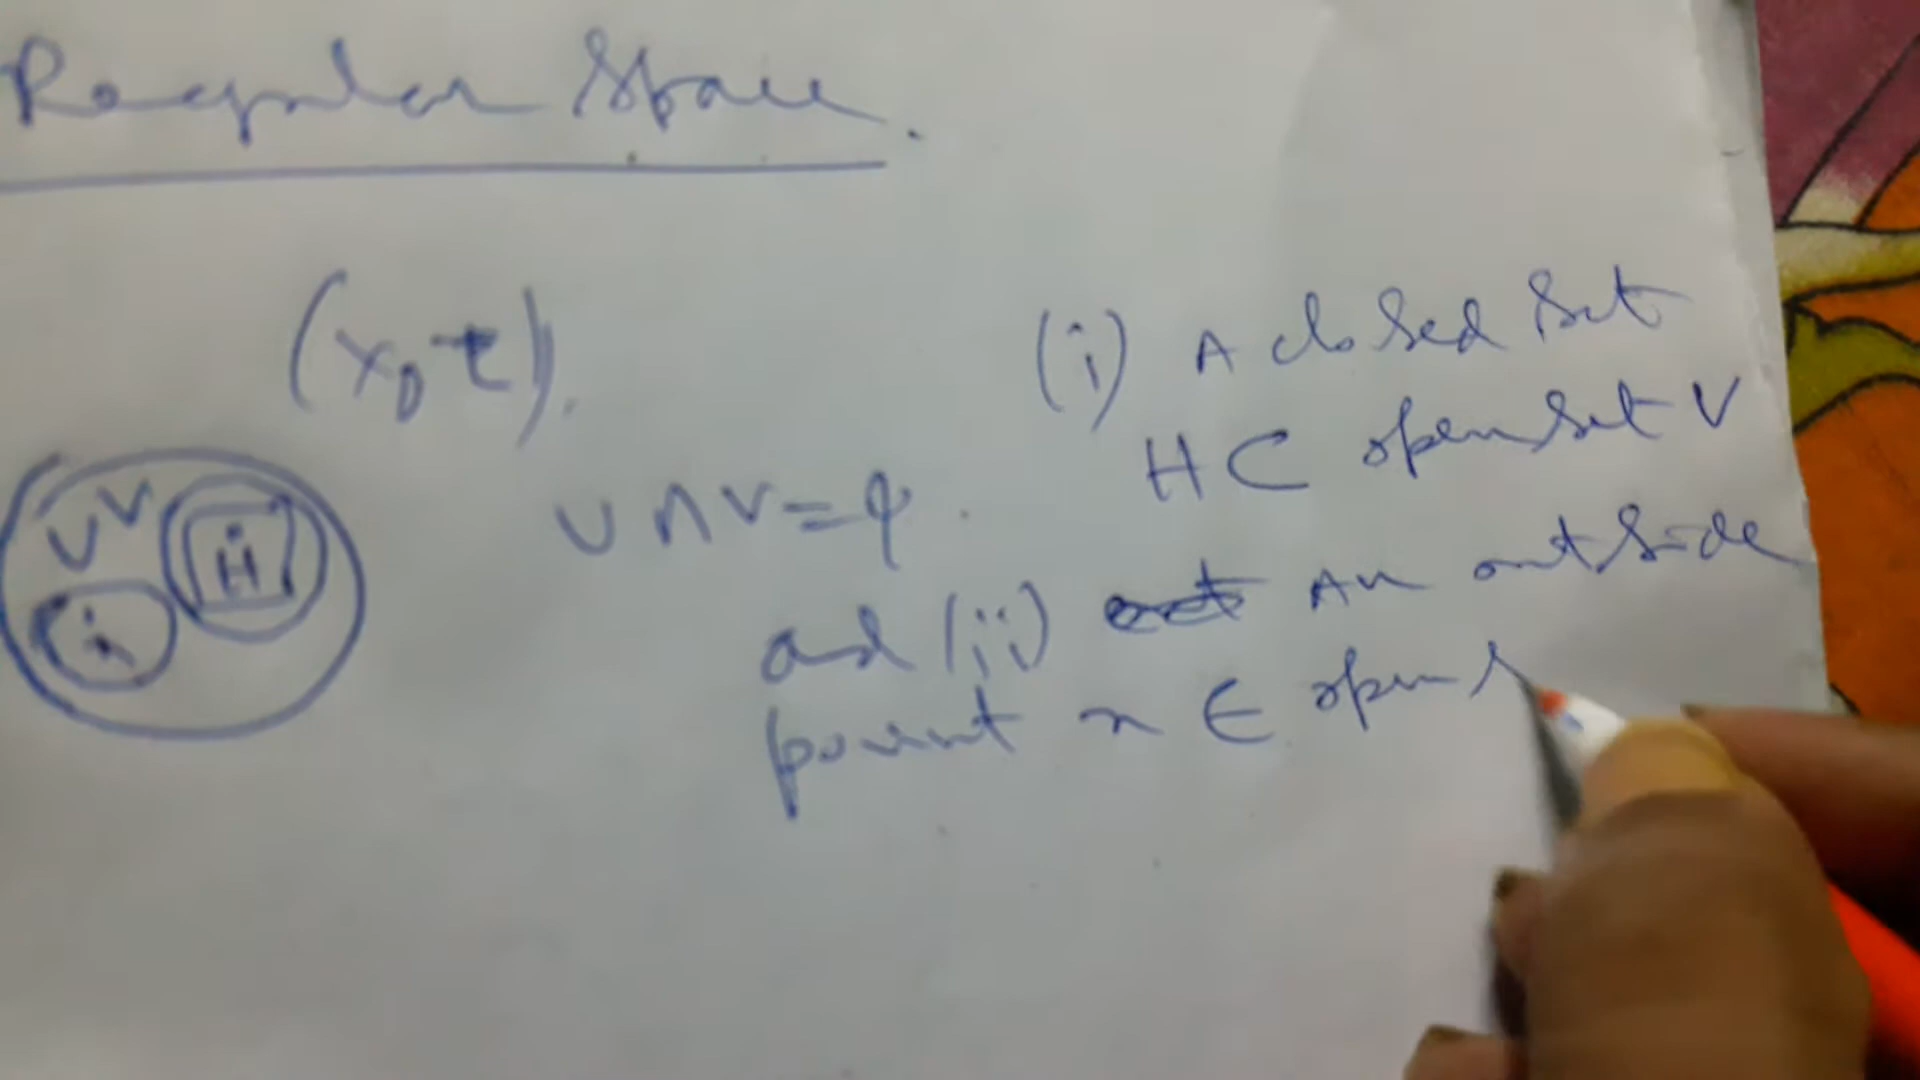 Regular Space.
(X, τ).
(i) A closed set
H ⊂ open set V
U ∩ V = φ.
and (ii) An outside
point x ∈ open s
U V H
x